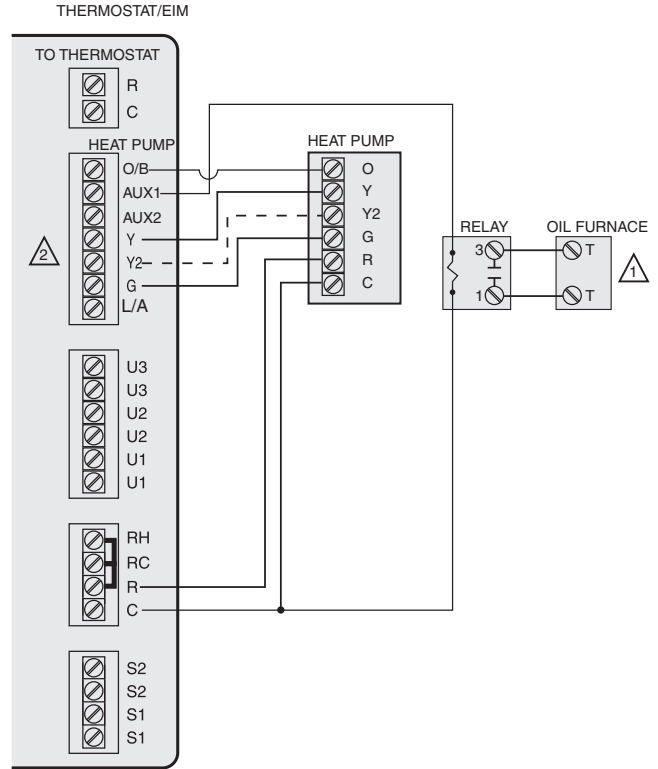 THERMOSTAT/EIM
TO THERMOSTAT
R
C
HEAT PUMP
O/B
AUX1
AUX2
Y
Y2
G
L/A
2
U3
U3
U2
U2
U1
U1
RH
RC
R
C
S2
S2
S1
S1
HEAT PUMP
O
Y
Y2
G
R
C
RELAY
3
1
OIL FURNACE
T
T
1